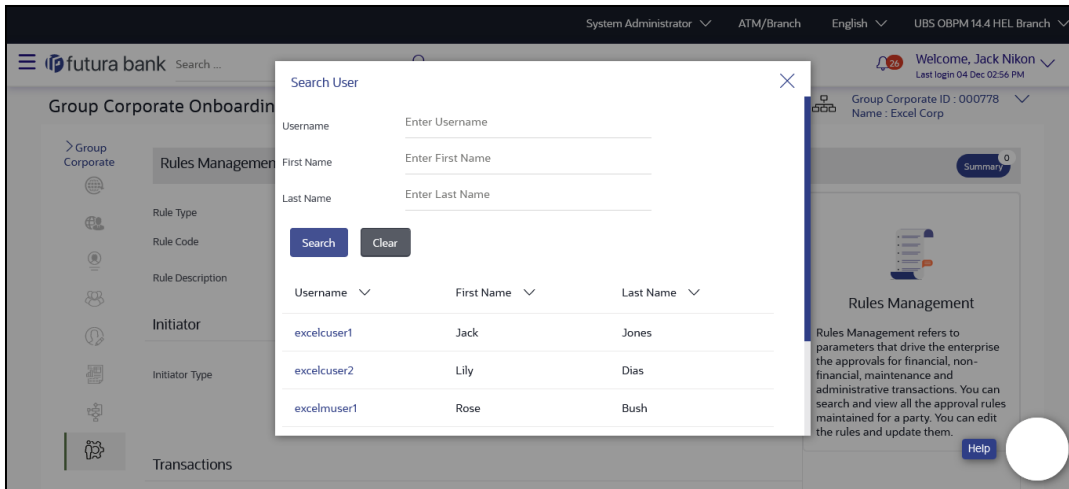 System Administrator ATM/Branch English UBS OBPM 14.4 HEL Branch
futura bank Search ...
26
Welcome, Jack Nikon
Last login 04 Dec 02:56 PM
Group Corporate ID : 000778
Name : Excel Corp
Group Corporate Onboardin
> Group
Corporate
Rules Managemen
Rule Type
Rule Code
Rule Description
Initiator
Initiator Type
Transactions
Search User
Username Enter Username
First Name Enter First Name
Last Name Enter Last Name
Search Clear
Username First Name Last Name
excelcuser1 Jack Jones
excelcuser2 Lily Dias
excelmuser1 Rose Bush
Summary 0
Rules Management
Rules Management refers to
parameters that drive the enterprise
the approvals for financial, non-
financial, maintenance and
administrative transactions. You can
search and view all the approval rules
maintained for a party. You can edit
the rules and update them.
Help